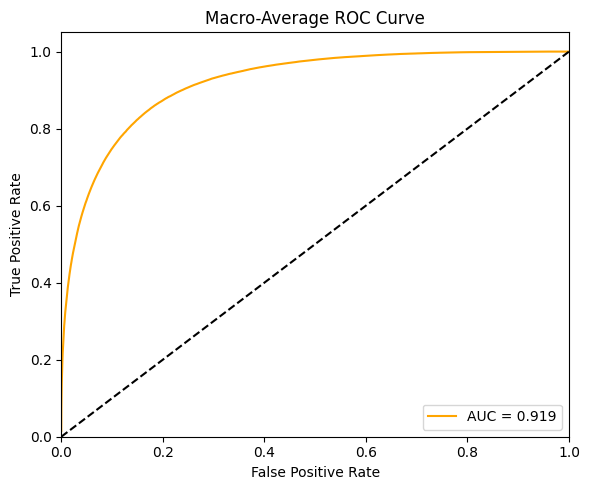 Macro-Average ROC Curve
True Positive Rate
1.0
0.8
0.6
0.4
0.2
0.0
AUC = 0.919
0.0 0.2 0.4 0.6 0.8 1.0
False Positive Rate